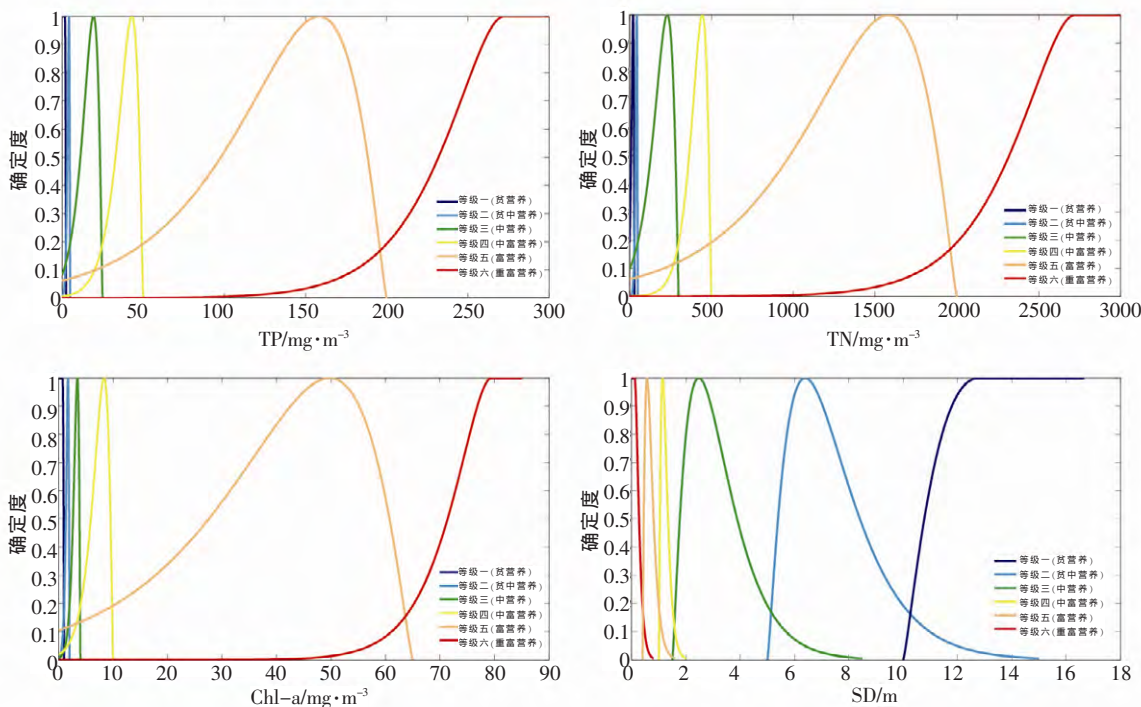 1
0.9
0.8
0.7
0.6
0.5
0.4
0.3
0.2
0.1
0
确定度
等级一(贫营养)
等级二(贫中营养)
等级三(中营养)
等级四(中富营养)
等级五(富营养)
等级六(重富营养)
0 50 100 150 200 250 300
TP/mg·m⁻³
1
0.9
0.8
0.7
0.6
0.5
0.4
0.3
0.2
0.1
0
确定度
等级一(贫营养)
等级二(贫中营养)
等级三(中营养)
等级四(中富营养)
等级五(富营养)
等级六(重富营养)
0 500 1000 1500 2000 2500 3000
TN/mg·m⁻³
1
0.9
0.8
0.7
0.6
0.5
0.4
0.3
0.2
0.1
0
确定度
等级一(贫营养)
等级二(贫中营养)
等级三(中营养)
等级四(中富营养)
等级五(富营养)
等级六(重富营养)
0 10 20 30 40 50 60 70 80 90
Chl-a/mg·m⁻³
1
0.9
0.8
0.7
0.6
0.5
0.4
0.3
0.2
0.1
0
确定度
等级一(贫营养)
等级二(贫中营养)
等级三(中营养)
等级四(中富营养)
等级五(富营养)
等级六(重富营养)
0 2 4 6 8 10 12 14 16 18
SD/m